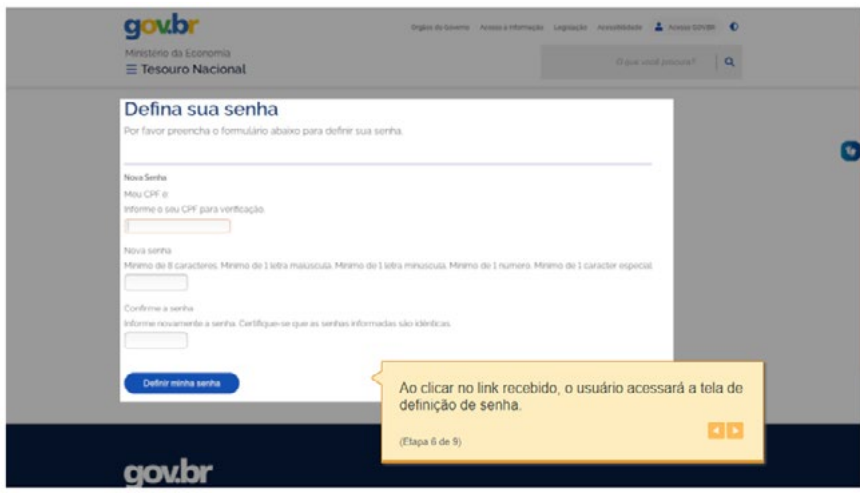 gov.br
Órgãos do Governo Acesso à Informação Legislação Acessibilidade Acesso GOV.BR
Ministério da Economia
Tesouro Nacional
O que você procura?
Defina sua senha
Por favor preencha o formulário abaixo para definir sua senha.
Nova Senha
Meu CPF é:
Informe o seu CPF para verificação.
Nova senha
Mínimo de 8 caracteres. Mínimo de 1 letra maiúscula. Mínimo de 1 letra minúscula. Mínimo de 1 número. Mínimo de 1 caracter especial.
Confirme a senha
Informe novamente a senha. Certifique-se que as senhas informadas são idênticas.
Definir minha senha
Ao clicar no link recebido, o usuário acessará a tela de
definição de senha.
(Etapa 6 de 9)
gov.br